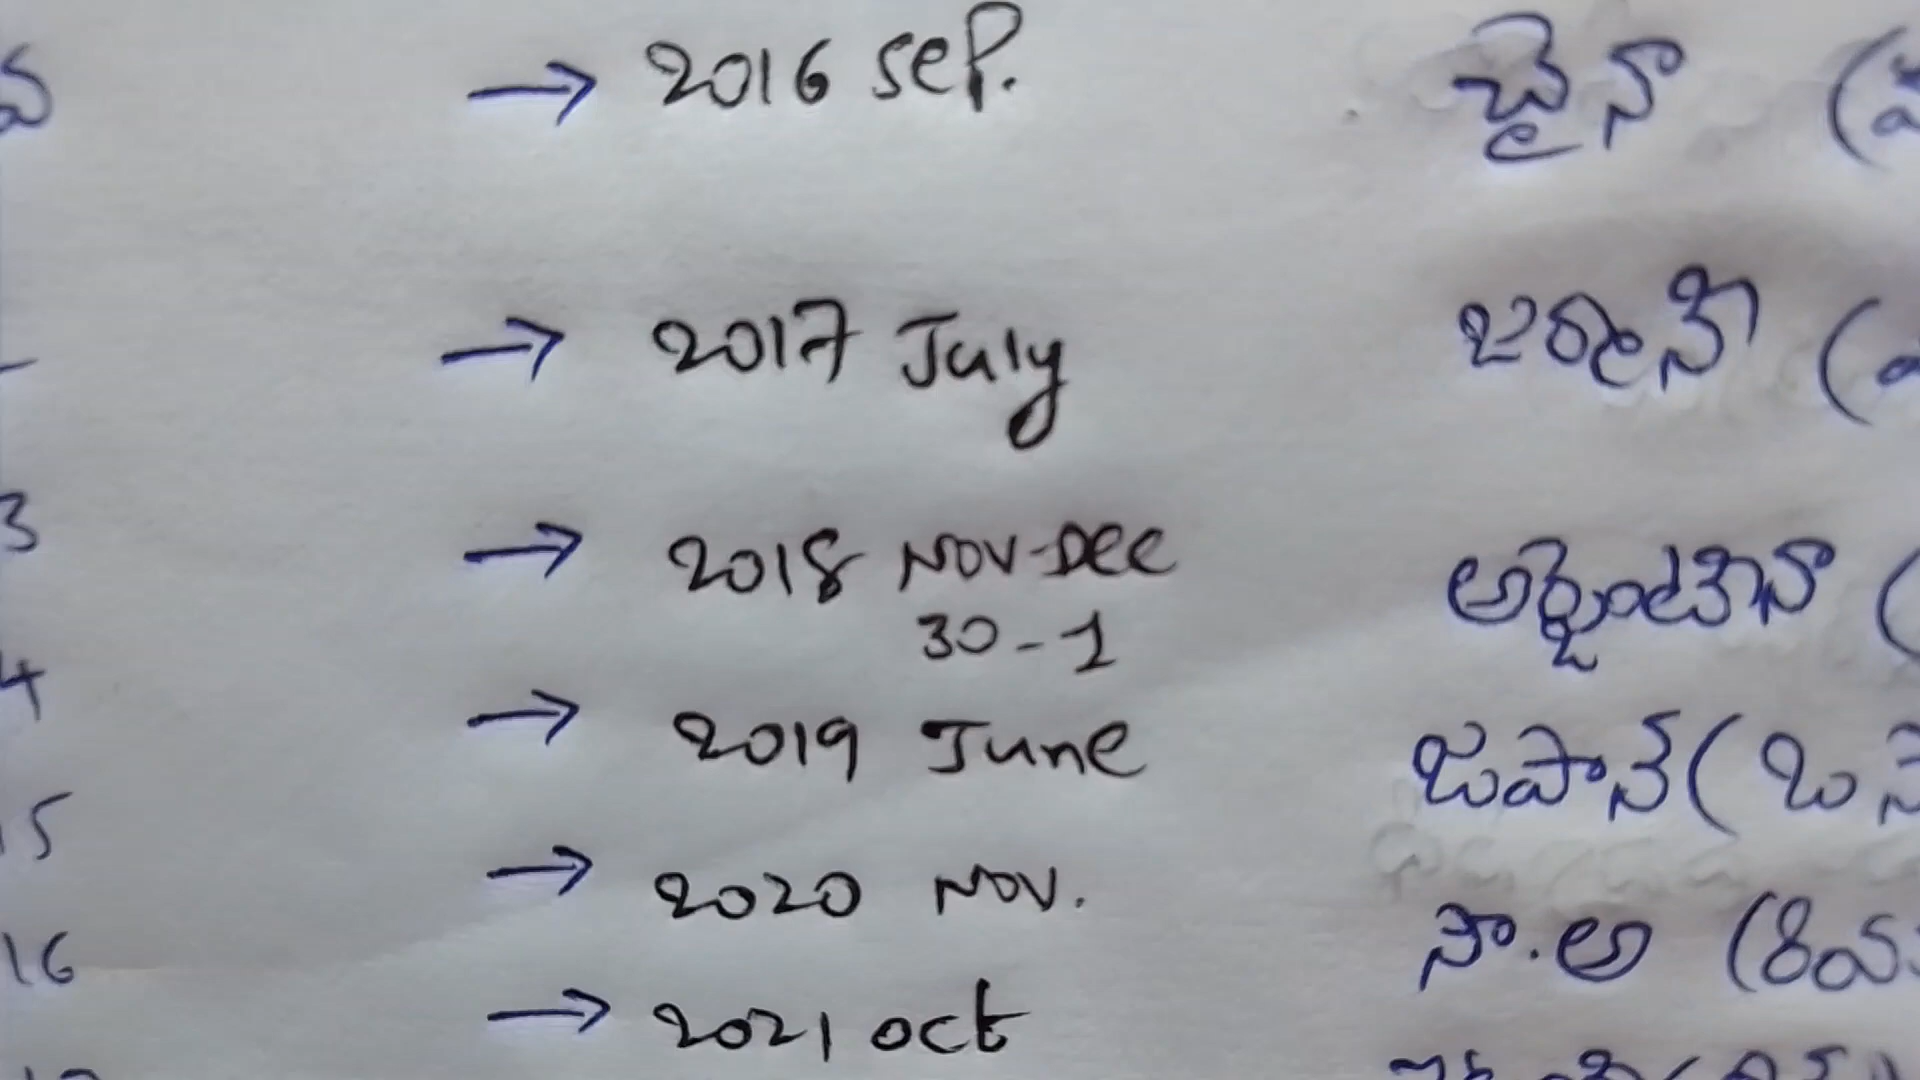 → 2016 Sep. చైనా
→ 2017 July జర్మనీ
3 → 2018 Nov-Dec అర్జెంటీనా (
30-1
4 → 2019 June జపాన్ (ఒసా
15 → 2020 Nov. సౌ.అ (రియా
16 → 2021 oct